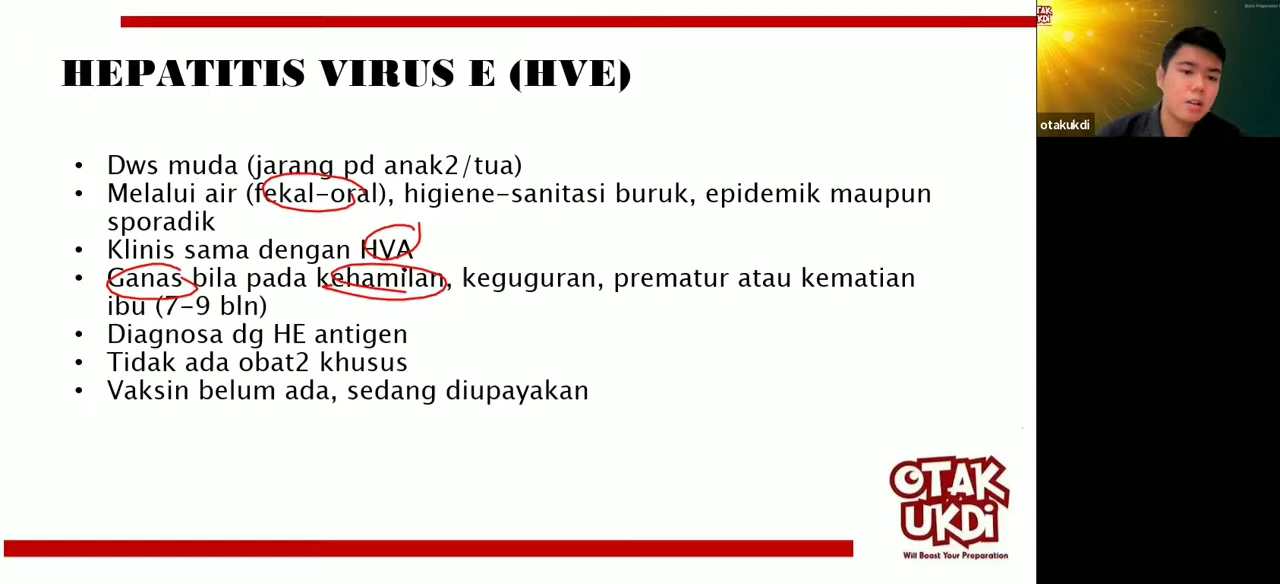 HEPATITIS VIRUS E (HVE)
• Dws muda (jarang pd anak2/tua)
• Melalui air (fekal-oral), higiene-sanitasi buruk, epidemik maupun
sporadik
• Klinis sama dengan HVA
• Ganas bila pada kehamilan, keguguran, prematur atau kematian
ibu (7-9 bln)
• Diagnosa dg HE antigen
• Tidak ada obat2 khusus
• Vaksin belum ada, sedang diupayakan
OTAK
UKDi
Will Boost Your Preparation
otakukdi